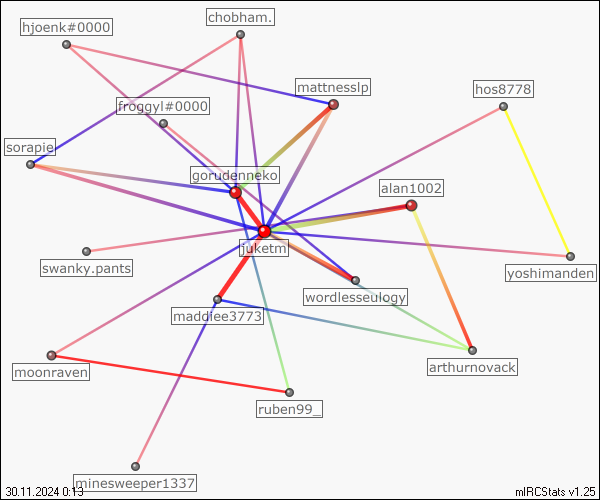 chobham.
hjoenk#0000
mattnesslp
hos8778
froggyl#0000
sorapie
gorudenneko
alan1002
juketm
swanky.pants
yoshimanden
wordlesseulogy
maddiee3773
arthurnovack
moonraven
ruben99_
minesweeper1337
30.11.2024 0:13
mIRCStats v1.25